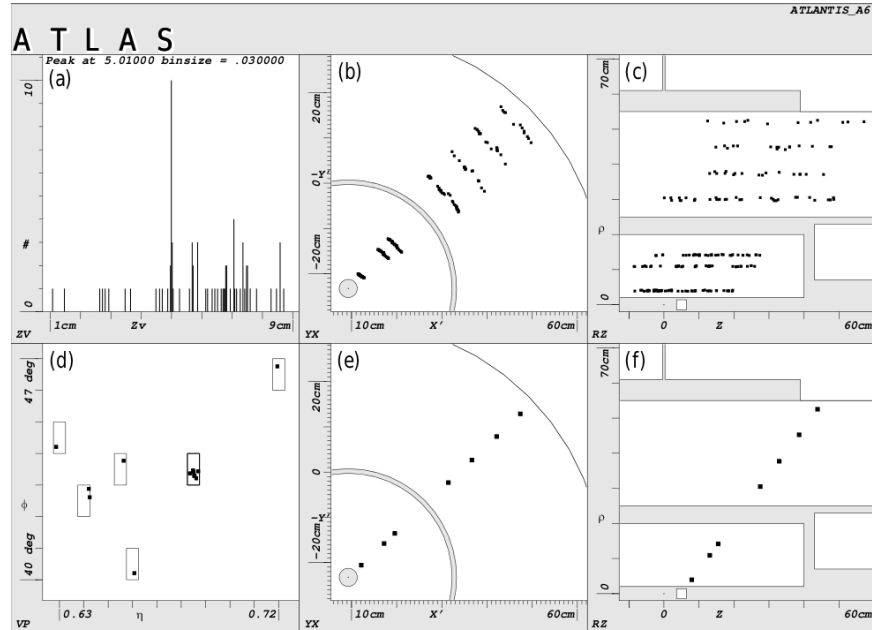 ATLANTIS_A6
A T L A S
Peak at 5.01000 binsize = .030000
(a)
10
#
0
ZV
1cm
Zv
9cm
(b)
20cm
Y'
0
-20cm
YX
10cm
X'
60cm
(c)
70cm
ρ
0
RZ
0
Z
60cm
(d)
47 deg
ϕ
40 deg
VP
0.63
η
0.72
(e)
20cm
Y'
0
-20cm
YX
10cm
X'
60cm
(f)
70cm
ρ
0
RZ
0
Z
60cm